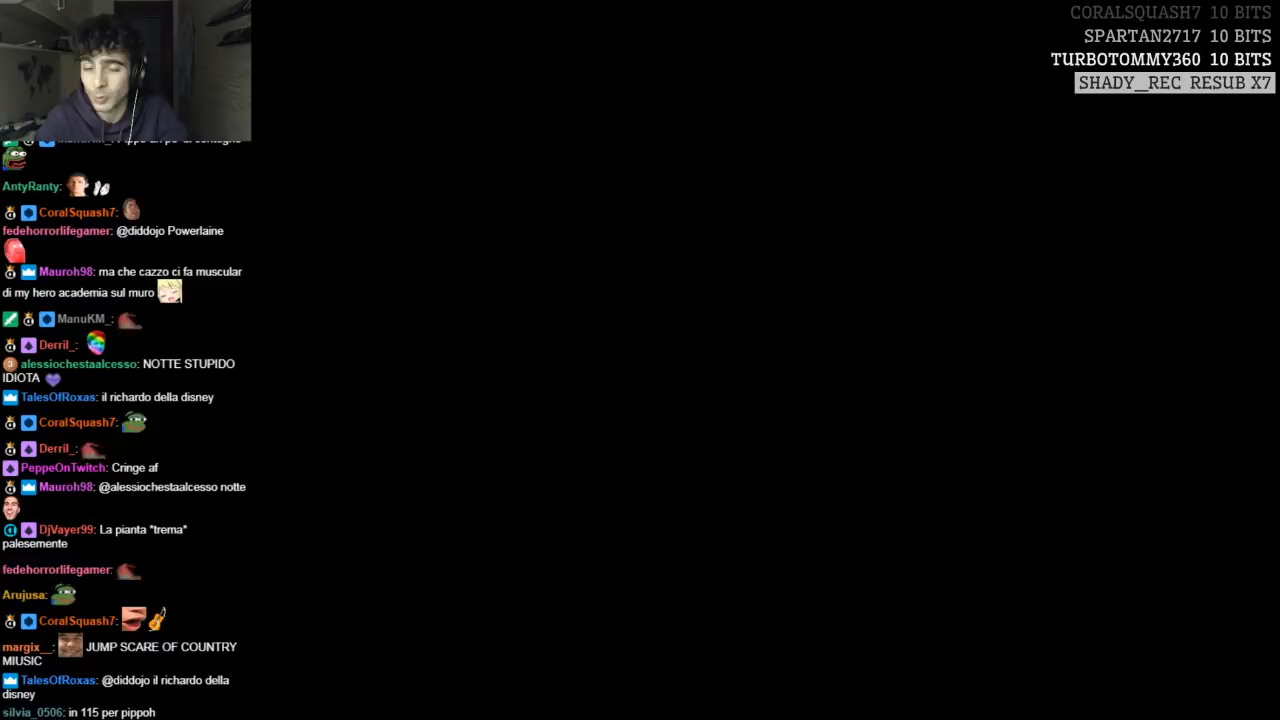 CORALSQUASH7 10 BITS
SPARTAN2717 10 BITS
TURBOTOMMY360 10 BITS
SHADY_REC RESUB X7
AntyRanty:
CoralSquash7:
fedehorrorlifegamer: @diddojo Powerlaine
Mauroh98: ma che cazzo ci fa muscular
di my hero academia sul muro
ManuKM_:
Derril_:
alessiochestaalcesso: NOTTE STUPIDO
IDIOTA
TalesOfRoxas: il richardo della disney
CoralSquash7:
Derril_:
PeppeOnTwitch: Cringe af
Mauroh98: @alessiochestaalcesso notte
DjVayer99: La pianta *trema*
palesemente
fedehorrorlifegamer:
Arujusa:
CoralSquash7:
margix__: JUMP SCARE OF COUNTRY
MIUSIC
TalesOfRoxas: @diddojo il richardo della
disney
silvia_0506: in 115 per pippoh